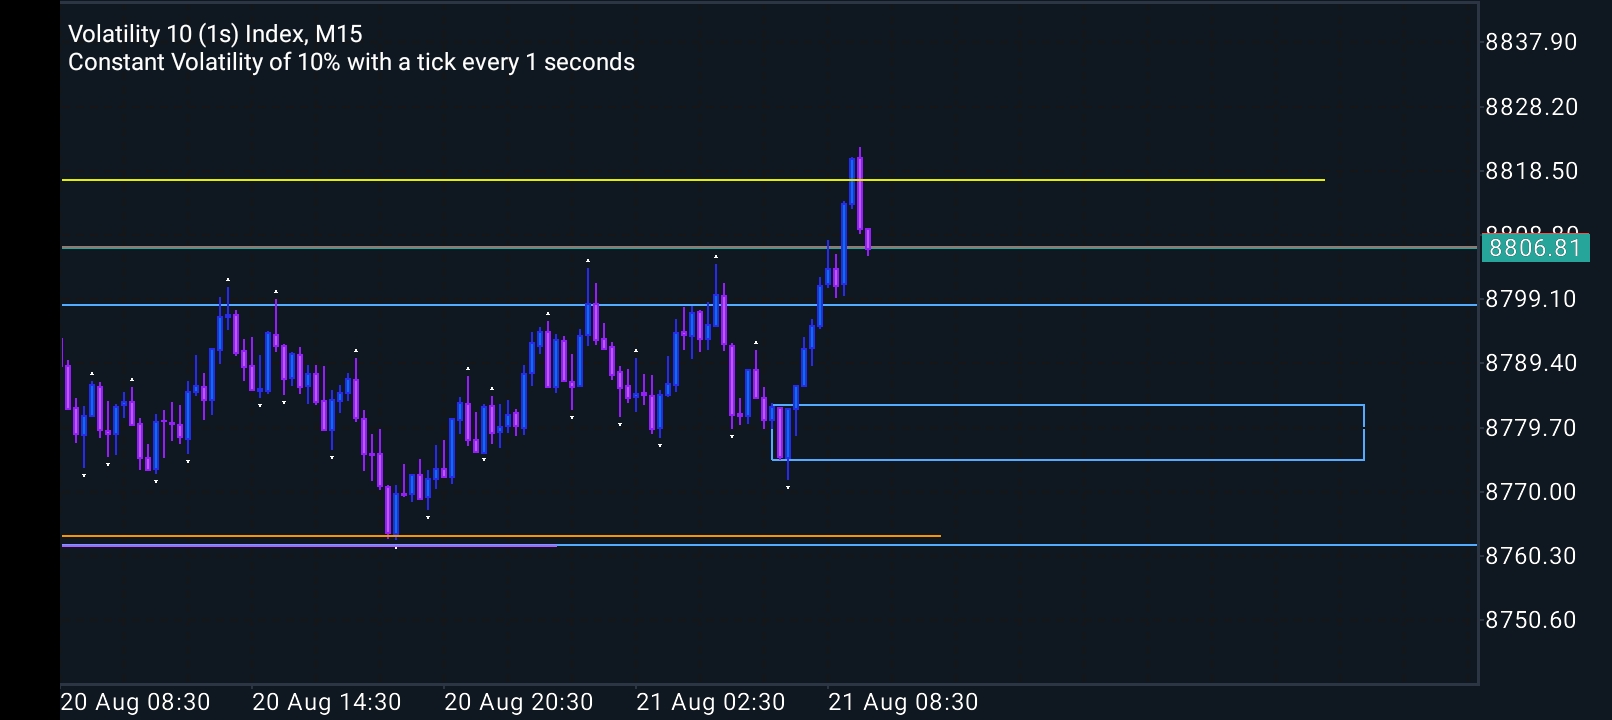 Volatility 10 (1s) Index, M15
Constant Volatility of 10% with a tick every 1 seconds
8837.90
8828.20
8818.50
8806.81
8799.10
8789.40
8779.70
8770.00
8760.30
8750.60
20 Aug 08:30
20 Aug 14:30
20 Aug 20:30
21 Aug 02:30
21 Aug 08:30